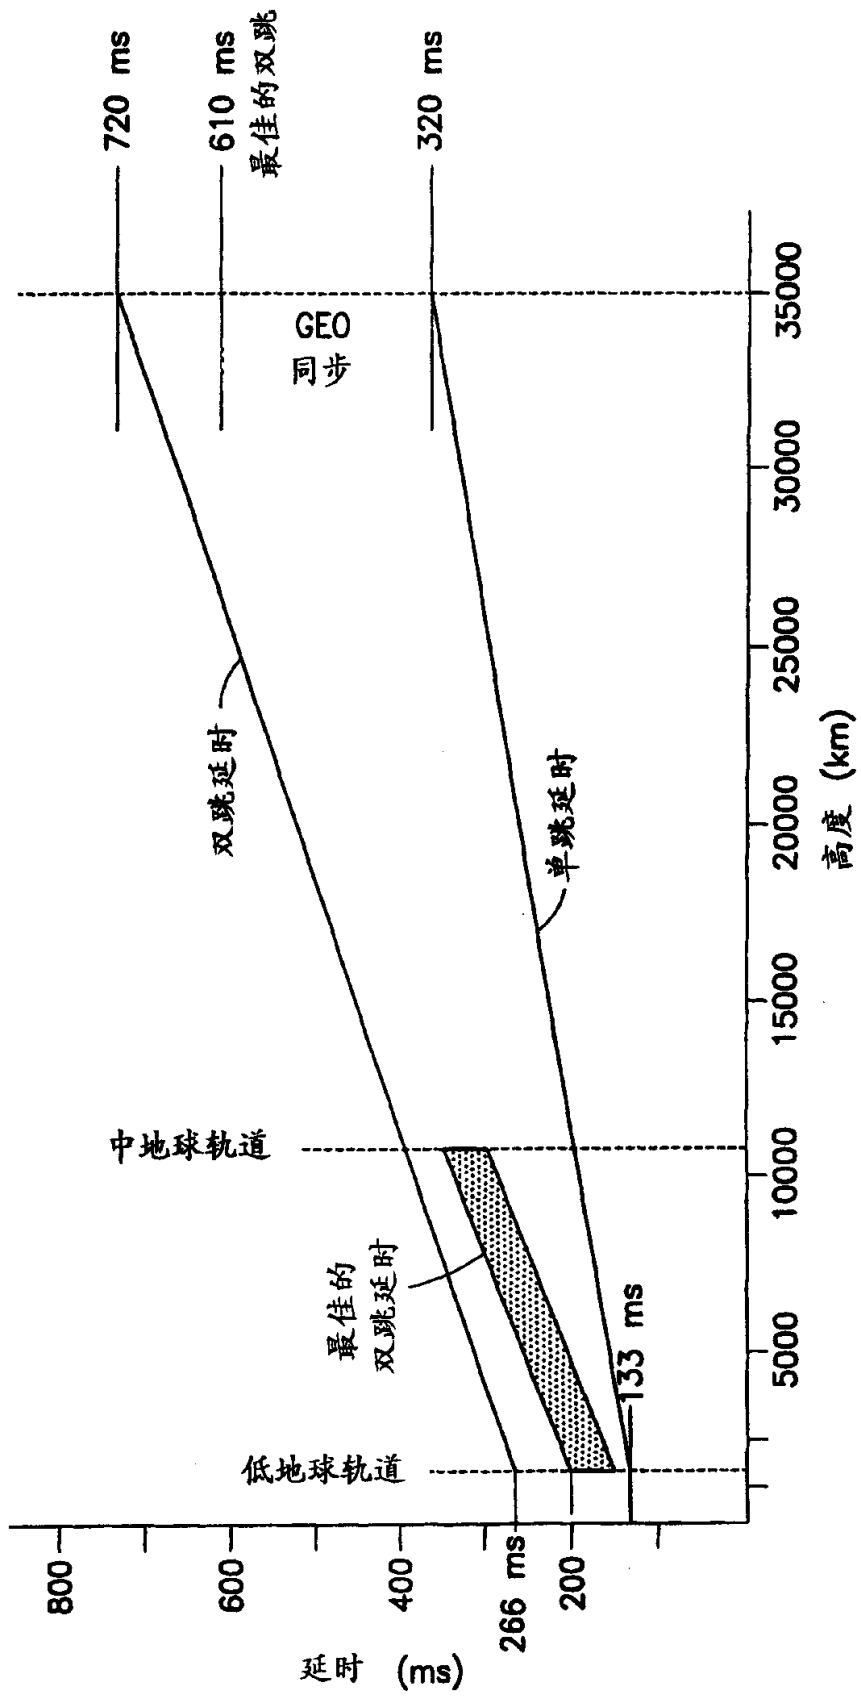 720 ms
610 ms
最佳的双跳
320 ms
GEO
同步
双跳延时
单跳延时
中地球轨道
最佳的
双跳延时
低地球轨道
133 ms
800
600
400
266 ms
200
延时 (ms)
5000
10000
15000
20000
25000
30000
35000
高度 (km)